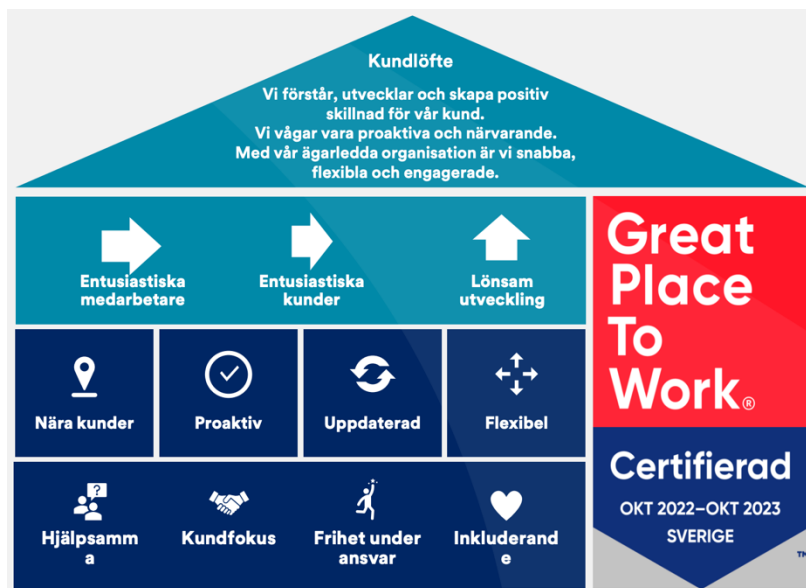 Kundlöfte
Vi förstår, utvecklar och skapa positiv
skillnad för vår kund.
Vi vågar vara proaktiva och närvarande.
Med vår ägarledda organisation är vi snabba,
flexibla och engagerade.
Entusiastiska
medarbetare
Entusiastiska
kunder
Lönsam
utveckling
Nära kunder
Proaktiv
Uppdaterad
Flexibel
?
Hjälpsamm
a
Kundfokus
Frihet under
ansvar
Inkluderand
e
Great
Place
To
Work®
Certifierad
OKT 2022–OKT 2023
SVERIGE
TM